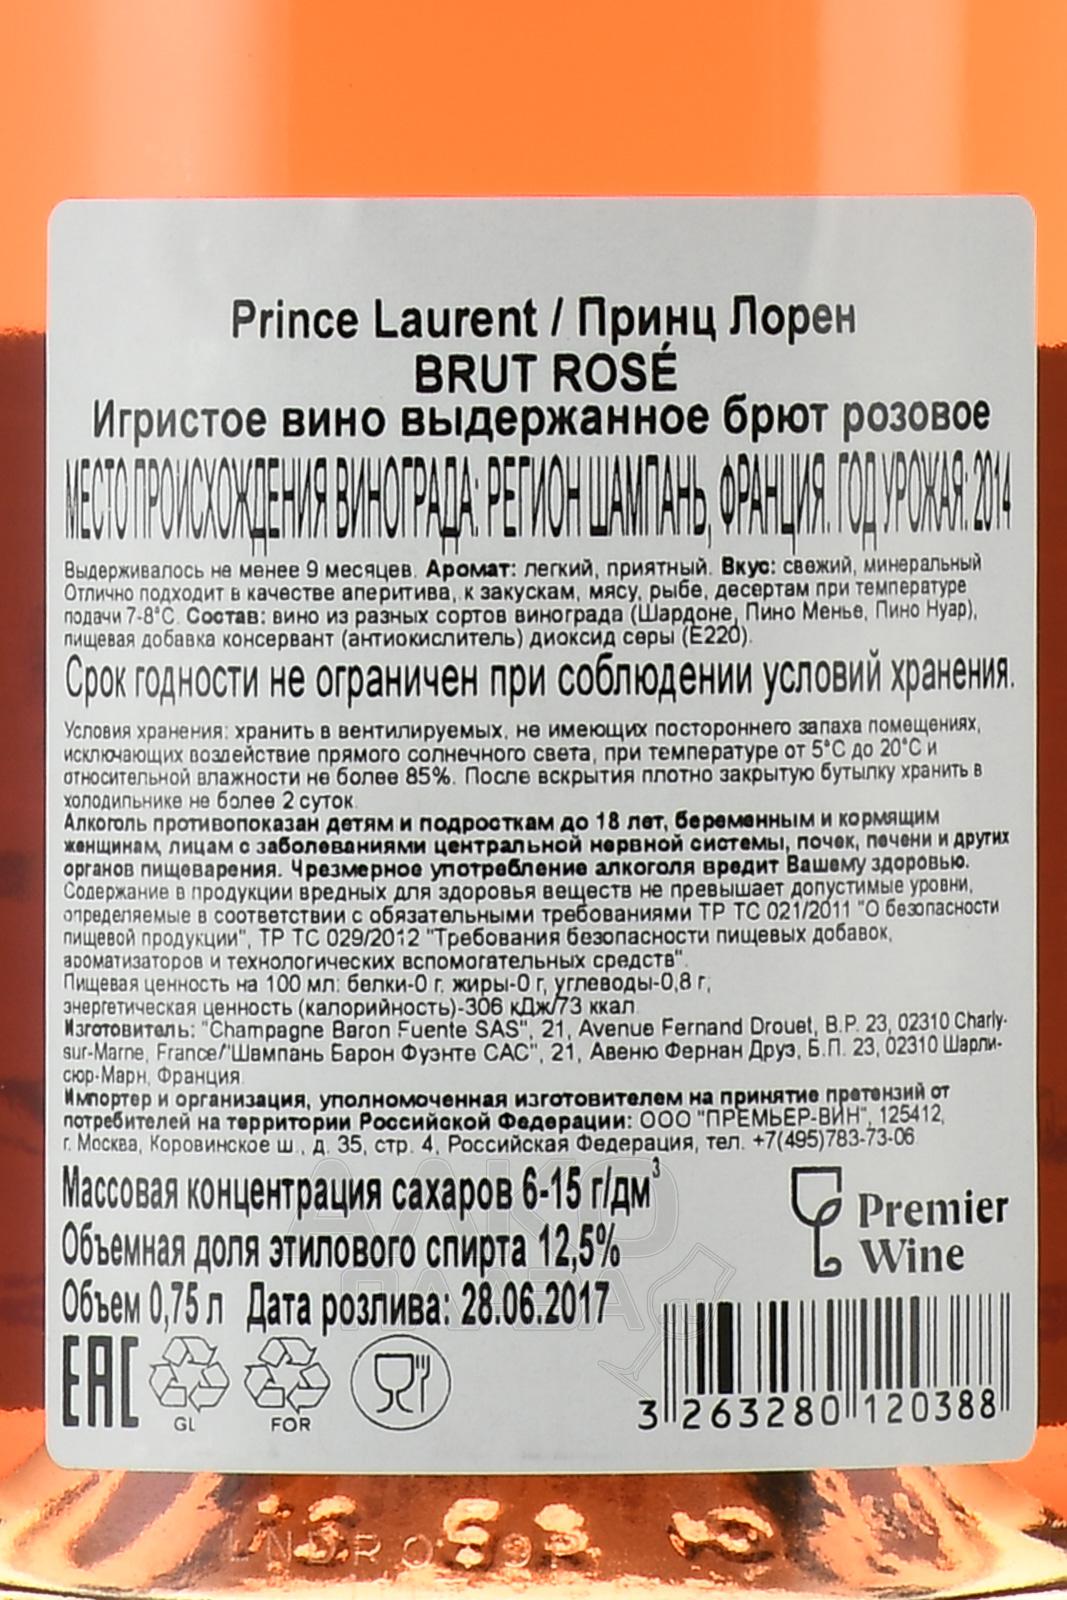 Prince Laurent / Принц Лорен
BRUT ROSÉ
Игристое вино выдержанное брют розовое
МЕСТО ПРОИСХОЖДЕНИЯ ВИНОГРАДА: РЕГИОН ШАМПАНЬ, ФРАНЦИЯ. ГОД УРОЖАЯ: 2014
Выдерживалось не менее 9 месяцев. Аромат: легкий, приятный. Вкус: свежий, минеральный
Отлично подходит в качестве аперитива, к закускам, мясу, рыбе, десертам при температуре
подачи 7-8°С. Состав: вино из разных сортов винограда (Шардоне, Пино Менье, Пино Нуар),
пищевая добавка консервант (антиокислитель) диоксид серы (Е220).
Срок годности не ограничен при соблюдении условий хранения.
Условия хранения: хранить в вентилируемых, не имеющих постороннего запаха помещениях,
исключающих воздействие прямого солнечного света, при температуре от 5°С до 20°С и
относительной влажности не более 85%. После вскрытия плотно закрытую бутылку хранить в
холодильнике не более 2 суток.
Алкоголь противопоказан детям и подросткам до 18 лет, беременным и кормящим
женщинам, лицам с заболеваниями центральной нервной системы, почек, печени и других
органов пищеварения. Чрезмерное употребление алкоголя вредит Вашему здоровью.
Содержание в продукции вредных для здоровья веществ не превышает допустимые уровни,
определяемые в соответствии с обязательными требованиями ТР ТС 021/2011 "О безопасности
пищевой продукции", ТР ТС 029/2012 "Требования безопасности пищевых добавок,
ароматизаторов и технологических вспомогательных средств".
Пищевая ценность на 100 мл: белки-0 г, жиры-0 г, углеводы-0,8 г;
энергетическая ценность (калорийность)-306 кДж/73 ккал
Изготовитель: "Champagne Baron Fuente SAS", 21, Avenue Fernand Drouet, B.P. 23, 02310 Charly-
sur-Marne, France/"Шампань Барон Фуэнте САС", 21, Авеню Фернан Друэ, Б.П. 23, 02310 Шарли-
сюр-Марн, Франция
Импортер и организация, уполномоченная изготовителем на принятие претензий от
потребителей на территории Российской Федерации: ООО "ПРЕМЬЕР-ВИН", 125412,
г. Москва, Коровинское ш., д. 35, стр. 4, Российская Федерация, тел. +7(495)783-73-06
Массовая концентрация сахаров 6-15 г/дм³
Объемная доля этилового спирта 12,5%
Объем 0,75 л Дата розлива: 28.06.2017
Premier
Wine
EAC
GL
FOR
3 263280 120388